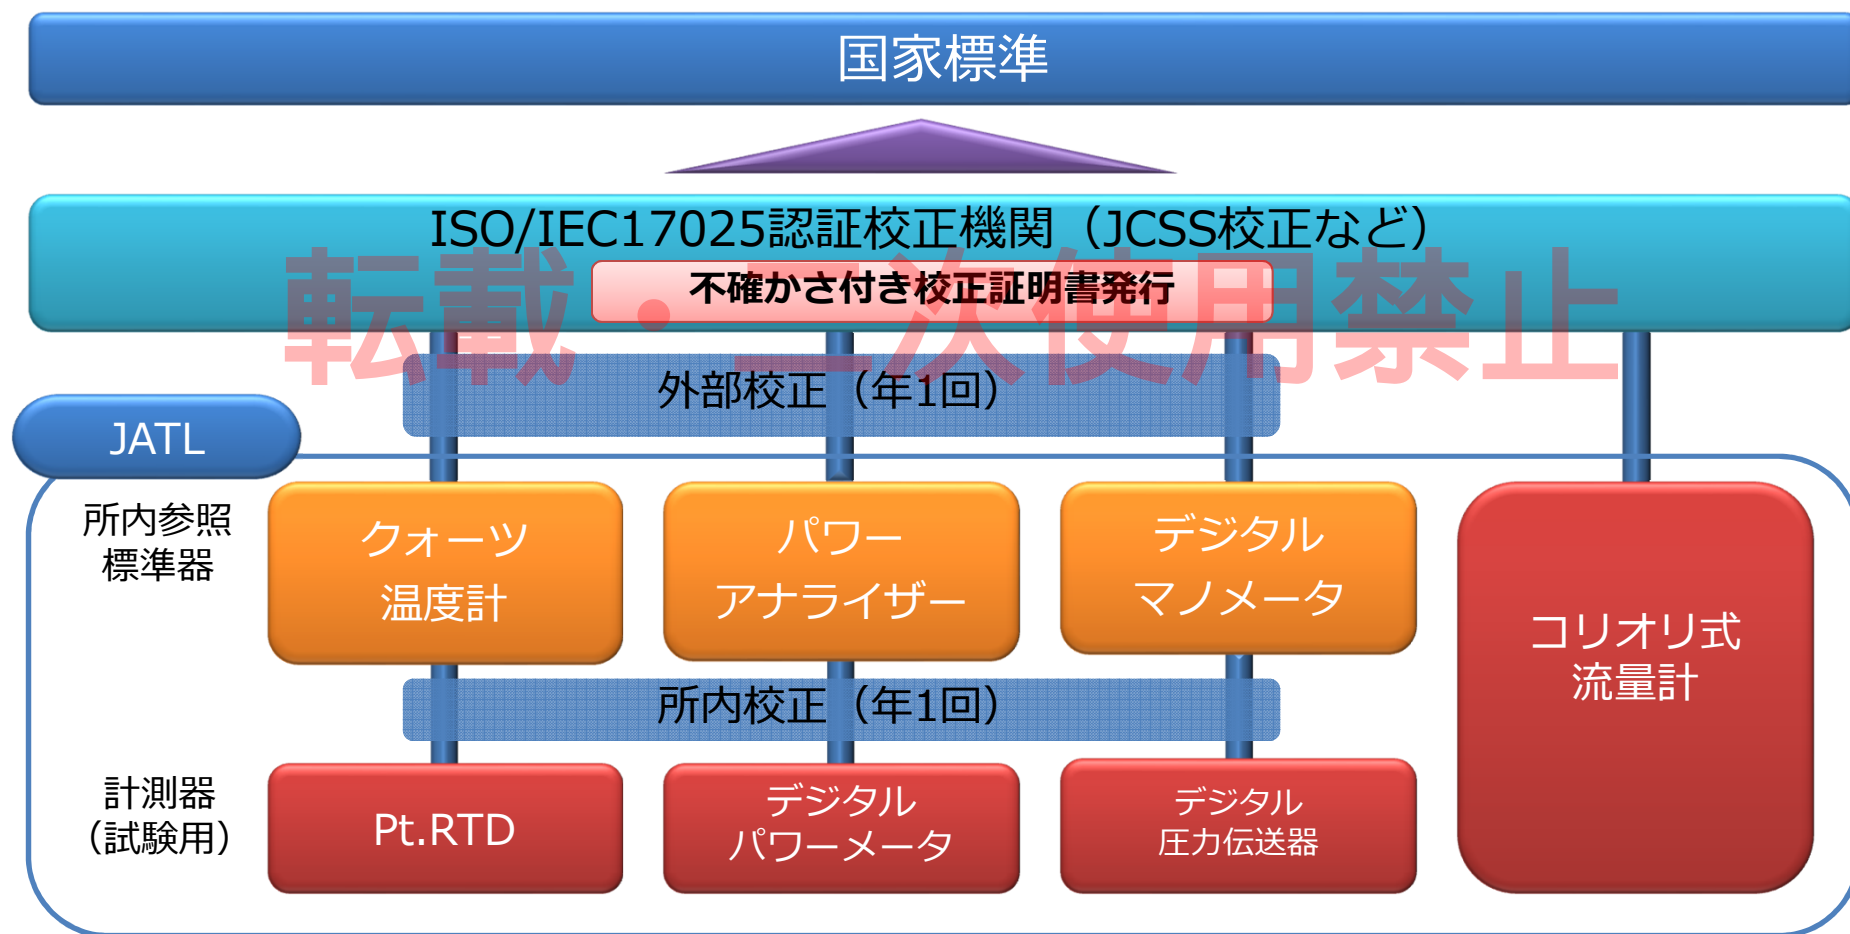 国家標準
ISO/IEC17025認証校正機関（JCSS校正など）
不確かさ付き校正証明書発行
転載・二次使用禁止
外部校正（年1回）
JATL
所内参照
標準器
クォーツ
温度計
パワー
アナライザー
デジタル
マノメータ
コリオリ式
流量計
所内校正（年1回）
計測器
（試験用）
Pt.RTD
デジタル
パワーメータ
デジタル
圧力伝送器